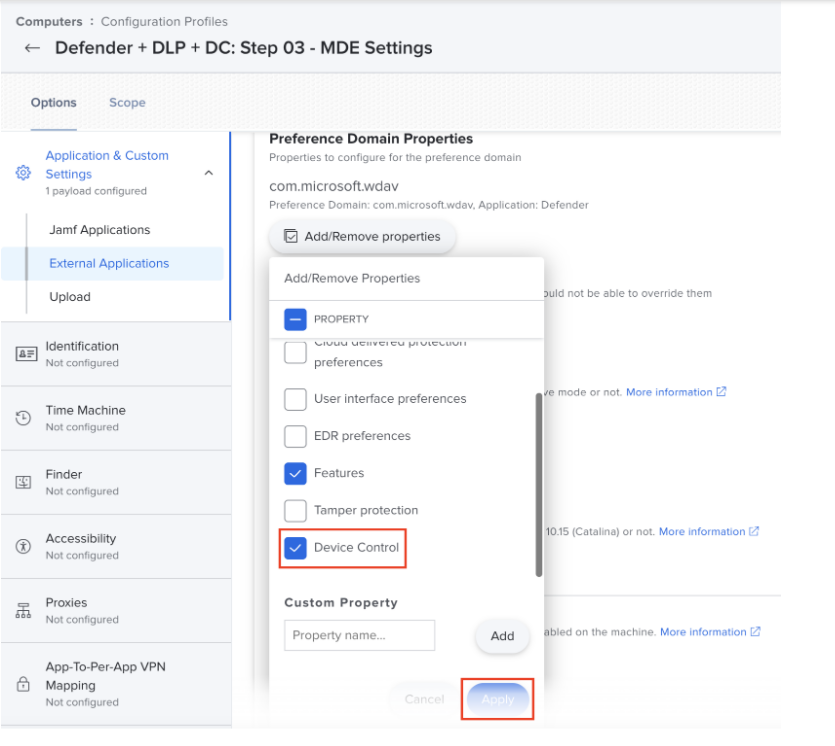 Computers : Configuration Profiles
← Defender + DLP + DC: Step 03 - MDE Settings
Options Scope
Application & Custom
Settings
1 payload configured
Jamf Applications
External Applications
Upload
Identification
Not configured
Time Machine
Not configured
Finder
Not configured
Accessibility
Not configured
Proxies
Not configured
App-To-Per-App VPN
Mapping
Not configured
Preference Domain Properties
Properties to configure for the preference domain
com.microsoft.wdav
Preference Domain: com.microsoft.wdav, Application: Defender
Add/Remove properties
Add/Remove Properties
PROPERTY
Cloud delivered protection
preferences
User interface preferences
EDR preferences
Features
Tamper protection
Device Control
Custom Property
Property name...
Add
Cancel Apply
not be able to override them
mode or not. More information
10.15 (Catalina) or not. More information
on the machine. More information